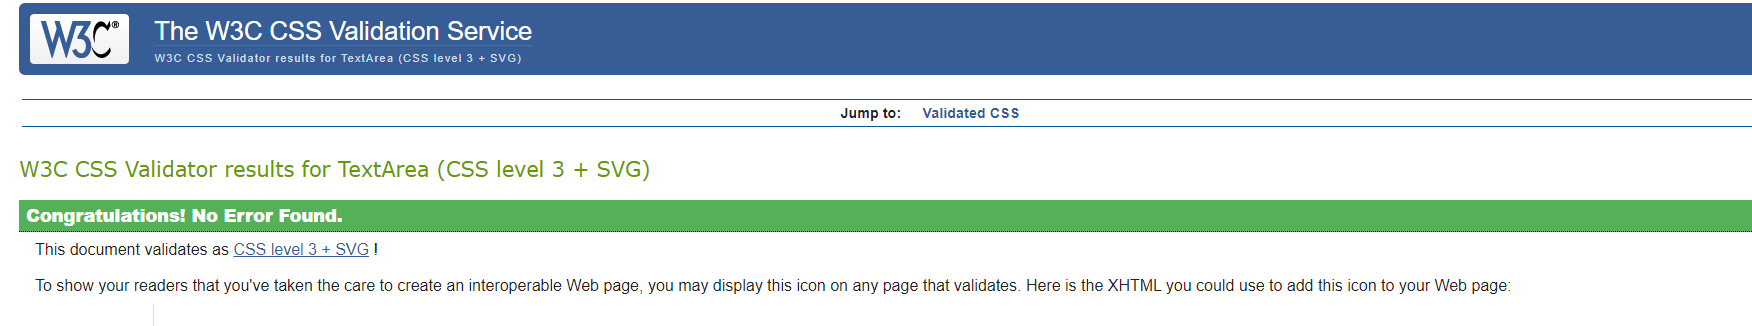 W3C®
The W3C CSS Validation Service
W3C CSS Validator results for TextArea (CSS level 3 + SVG)
Jump to: Validated CSS
W3C CSS Validator results for TextArea (CSS level 3 + SVG)
Congratulations! No Error Found.
This document validates as CSS level 3 + SVG !
To show your readers that you've taken the care to create an interoperable Web page, you may display this icon on any page that validates. Here is the XHTML you could use to add this icon to your Web page: